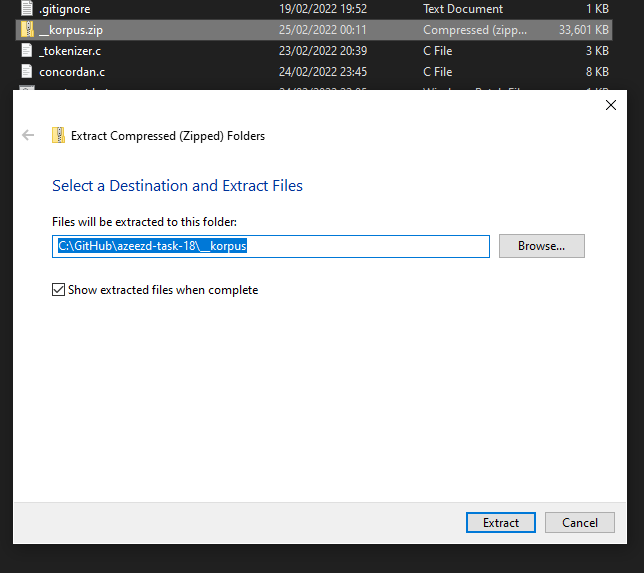 .gitignore 19/02/2022 19:52 Text Document 1 KB
__korpus.zip 25/02/2022 00:11 Compressed (zipp... 33,601 KB
_tokenizer.c 23/02/2022 20:39 C File 3 KB
concordan.c 24/02/2022 23:45 C File 8 KB
Extract Compressed (Zipped) Folders
Select a Destination and Extract Files
Files will be extracted to this folder:
C:\GitHub\azeezd-task-18\__korpus Browse...
Show extracted files when complete
Extract Cancel